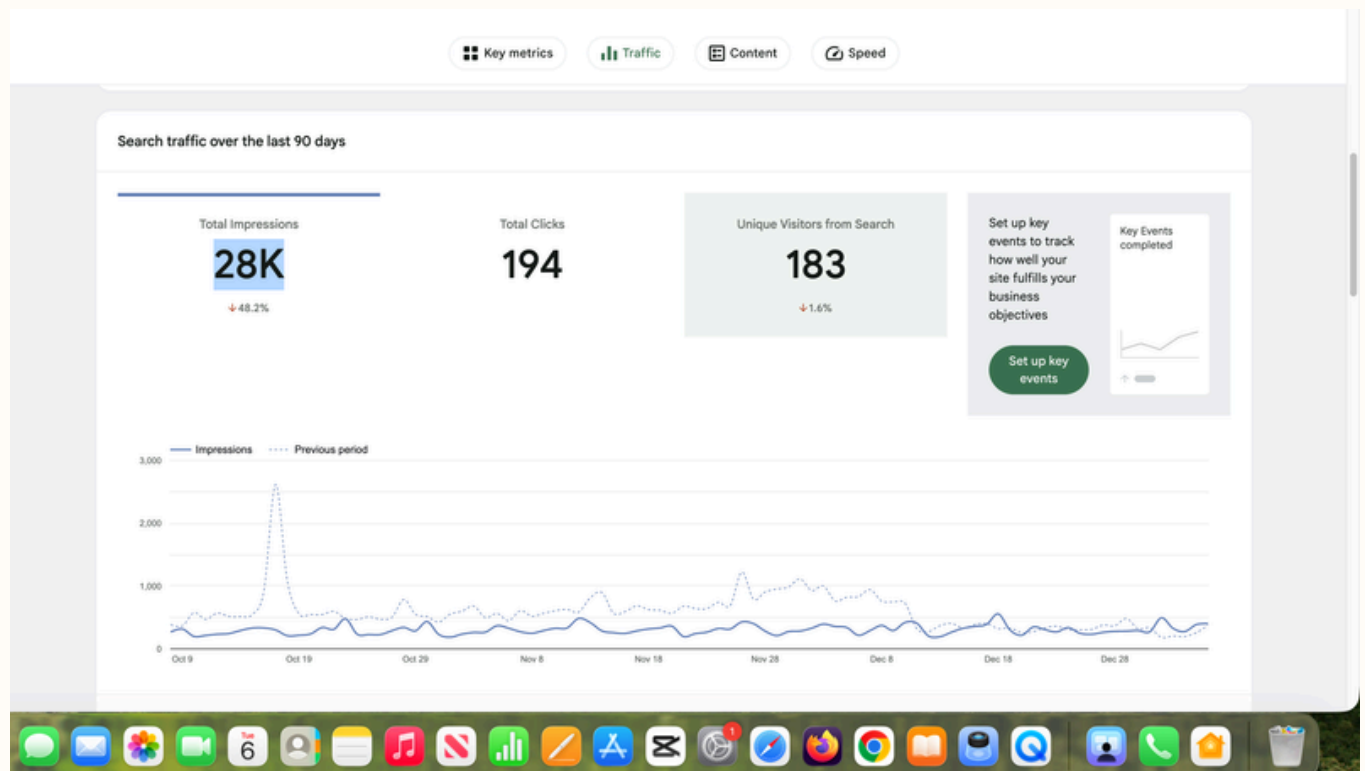 Key metrics
Traffic
Content
Speed
Search traffic over the last 90 days
Total Impressions
28K
↓48.2%
Total Clicks
194
Unique Visitors from Search
183
↓1.6%
Set up key
events to track
how well your
site fulfills your
business
objectives
Set up key
events
Key Events
completed
Impressions
Previous period
3,000
2,000
1,000
0
Oct 9
Oct 19
Oct 29
Nov 8
Nov 18
Nov 28
Dec 8
Dec 18
Dec 28
Tue
6
1